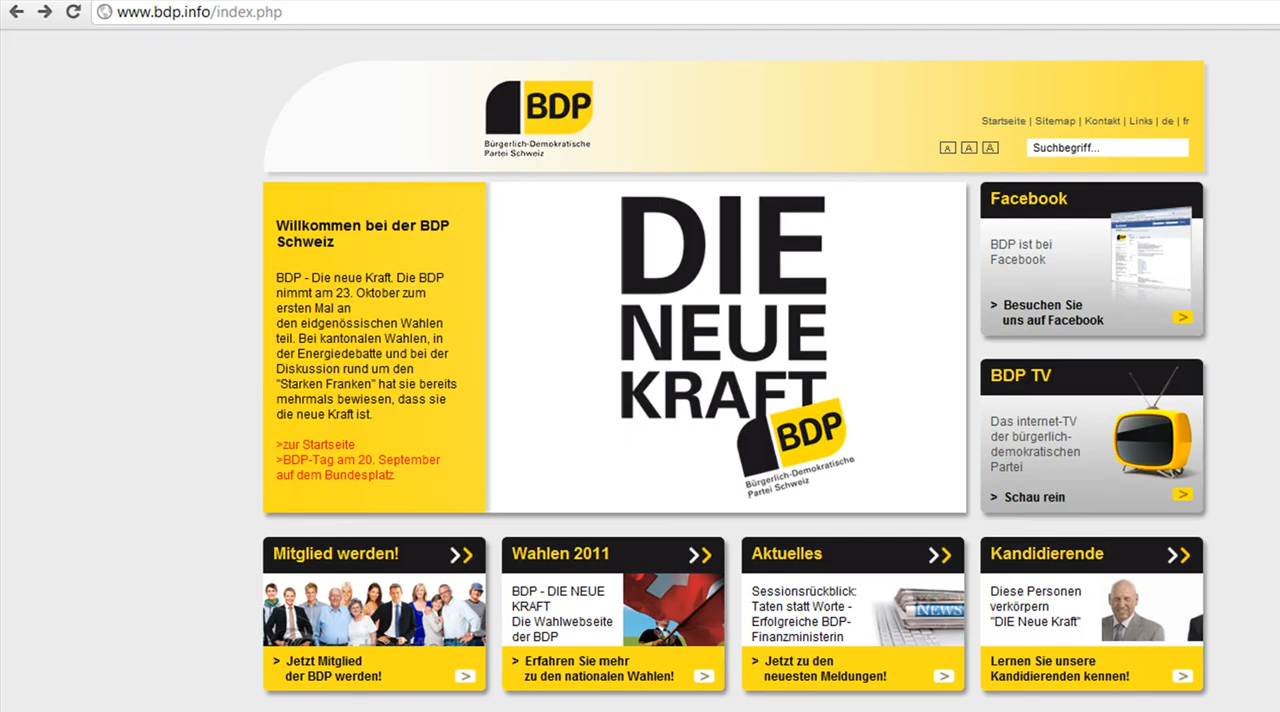 www.bdp.info/index.php
BDP
Bürgerlich-Demokratische
Partei Schweiz
Startseite | Sitemap | Kontakt | Links | de | fr
A A A
Suchbegriff...
Willkommen bei der BDP
Schweiz
BDP - Die neue Kraft. Die BDP
nimmt am 23. Oktober zum
ersten Mal an
den eidgenössischen Wahlen
teil. Bei kantonalen Wahlen, in
der Energiedebatte und bei der
Diskussion rund um den
"Starken Franken" hat sie bereits
mehrmals bewiesen, dass sie
die neue Kraft ist.
>zur Startseite
>BDP-Tag am 20. September
auf dem Bundesplatz
DIE
NEUE
KRAFT
BDP
Bürgerlich-Demokratische
Partei Schweiz
Facebook
BDP ist bei
Facebook
> Besuchen Sie
uns auf Facebook
>
BDP TV
Das internet-TV
der bürgerlich-
demokratischen
Partei
> Schau rein
>
Mitglied werden!
> Jetzt Mitglied
der BDP werden!
>
Wahlen 2011
BDP - DIE NEUE
KRAFT
Die Wahlwebseite
der BDP
> Erfahren Sie mehr
zu den nationalen Wahlen!
>
Aktuelles
Sessionsrückblick:
Taten statt Worte -
Erfolgreiche BDP-
Finanzministerin
NEWS
> Jetzt zu den
neuesten Meldungen!
>
Kandidierende
Diese Personen
verkörpern
"DIE Neue Kraft"
Lernen Sie unsere
Kandidierenden kennen!
>